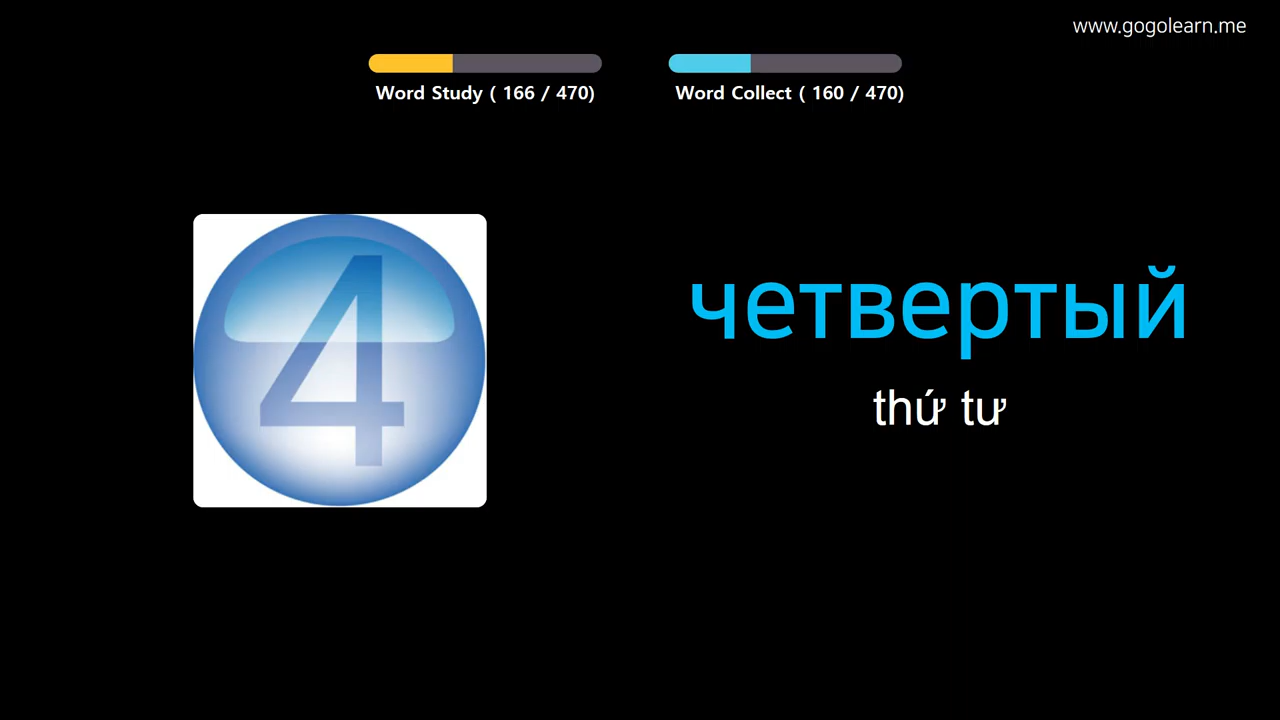 www.gogolearn.me
Word Study ( 166 / 470)
Word Collect ( 160 / 470)
4
четвертый
thứ tư